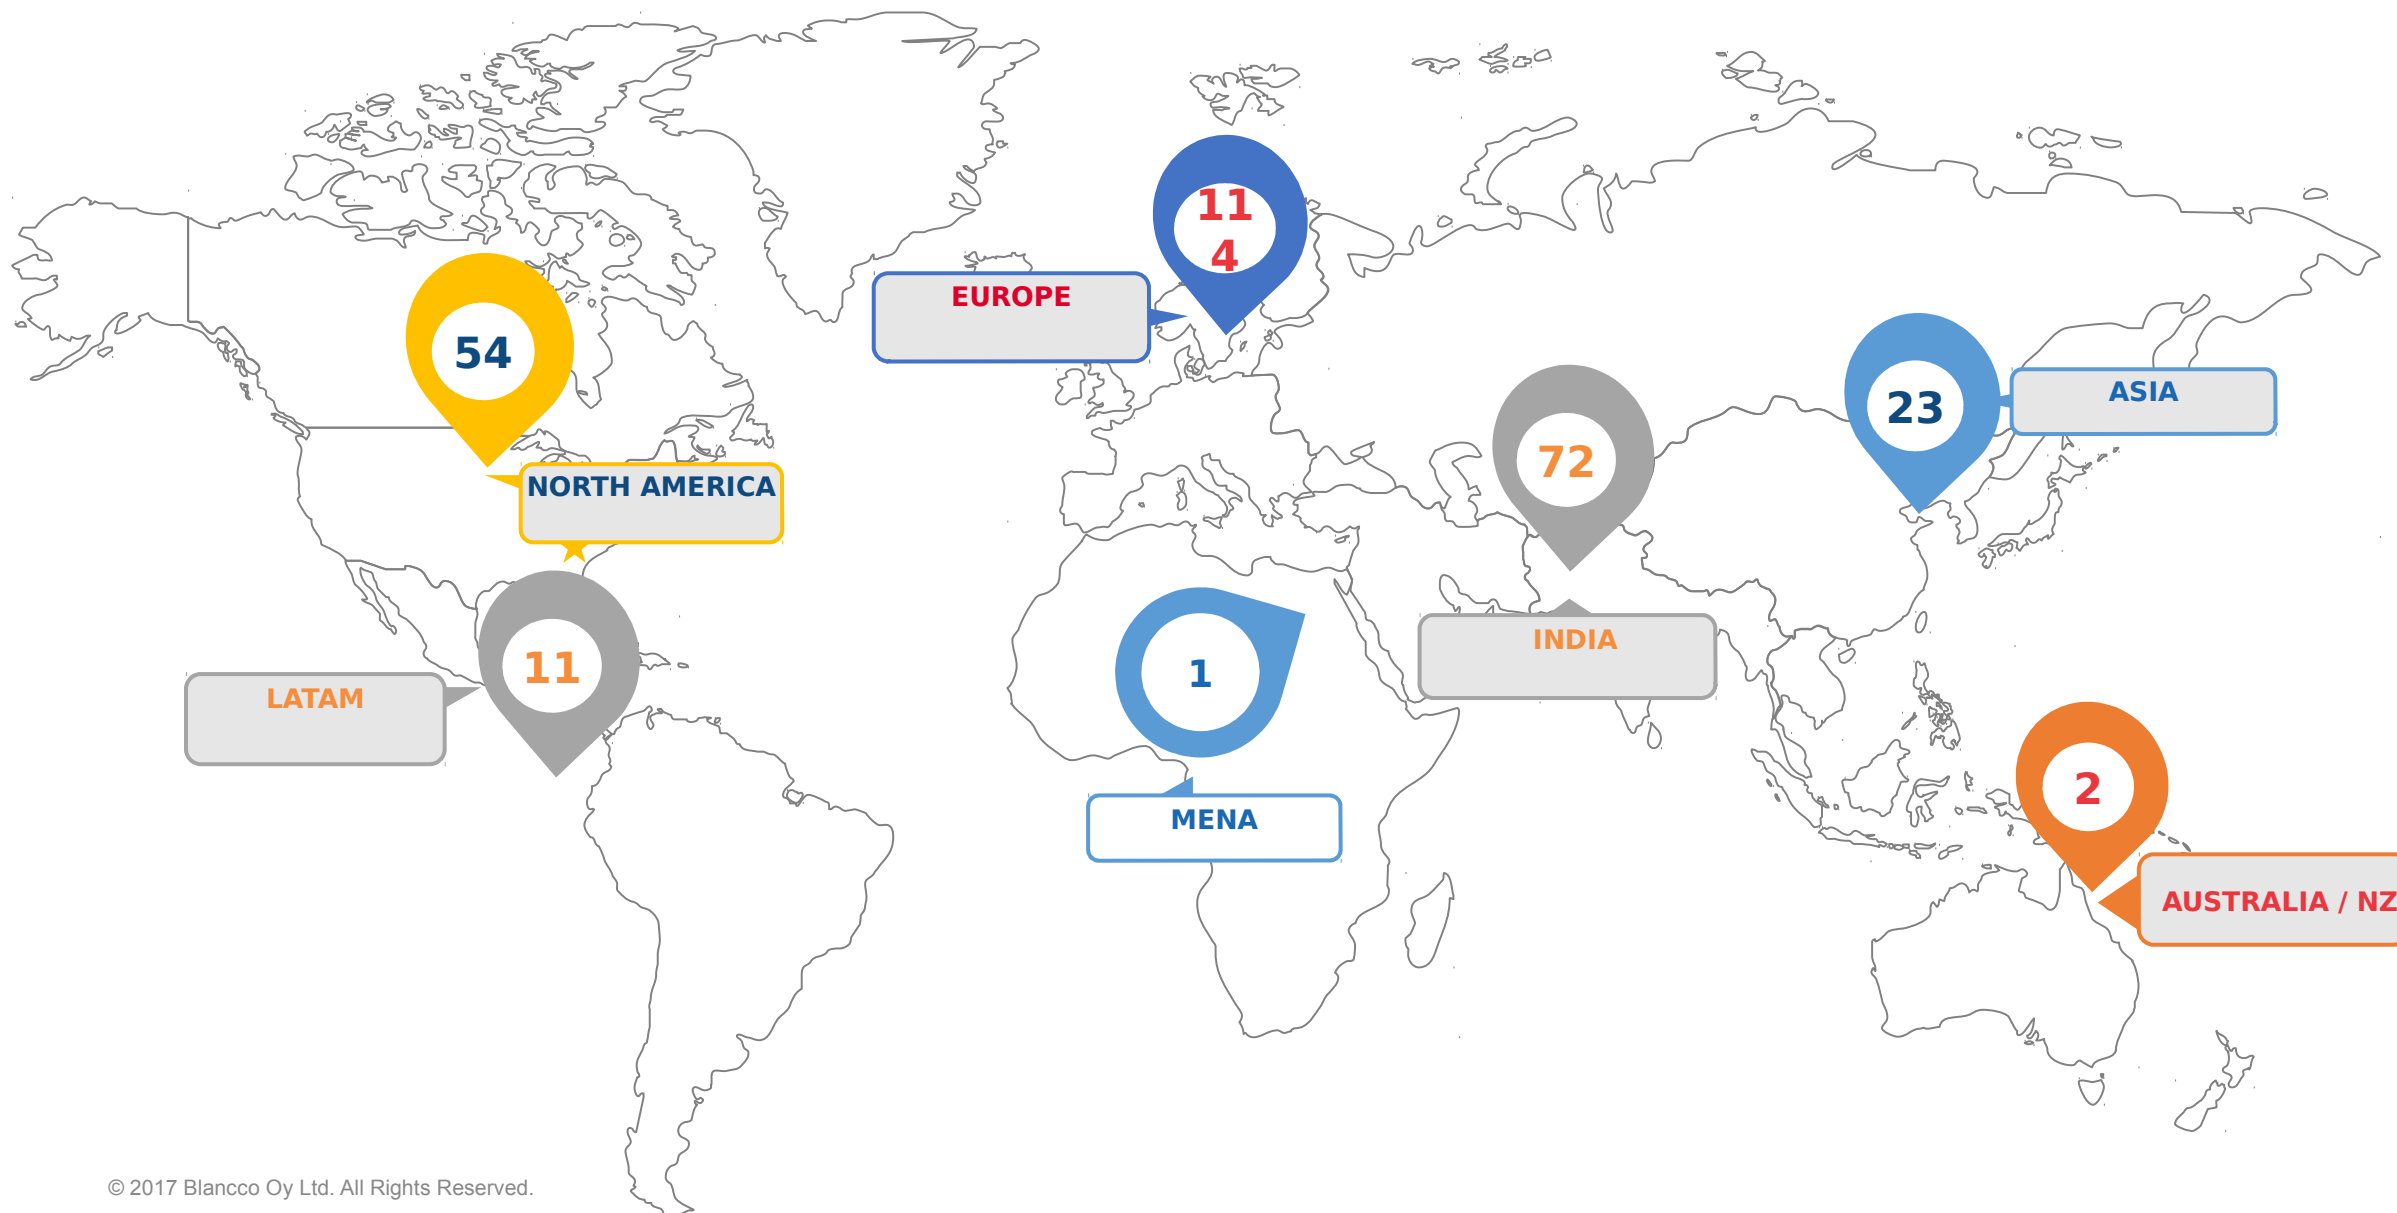 11
4
EUROPE
54
NORTH AMERICA
23
ASIA
72
INDIA
11
LATAM
1
MENA
2
AUSTRALIA / NZ
© 2017 Blancco Oy Ltd. All Rights Reserved.